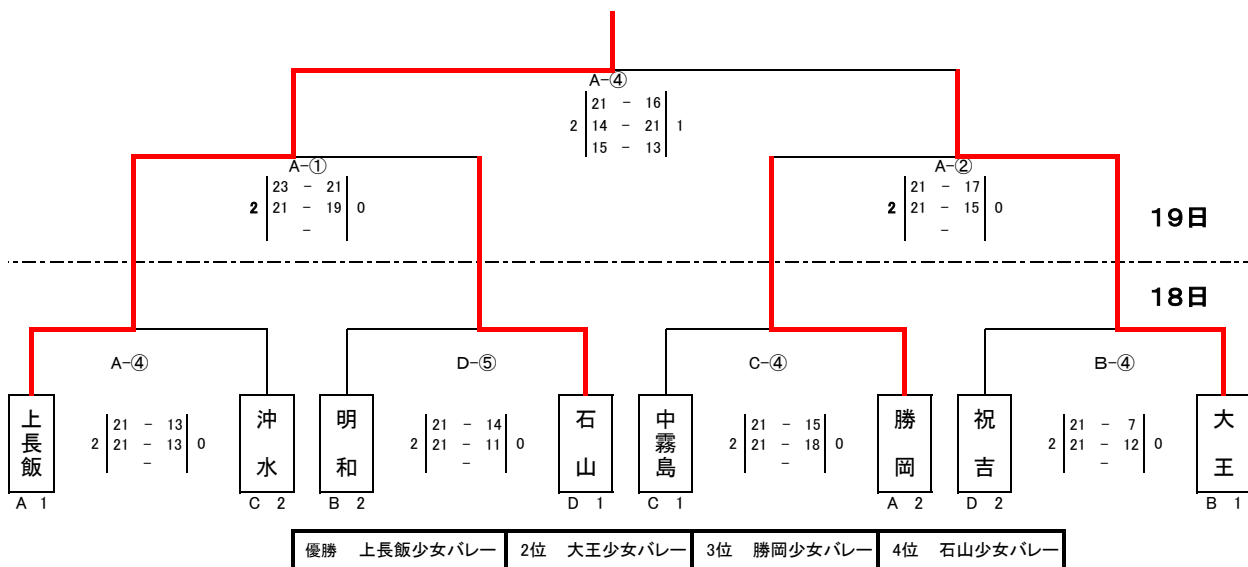 A-④
21 - 16
2 14 - 21 1
15 - 13
A-①
23 - 21
2 21 - 19 0
-
A-②
21 - 17
2 21 - 15 0
-
19日
18日
A-④
D-⑤
C-④
B-④
上長飯
21 - 13
2 21 - 13 0
-
沖水
明和
21 - 14
2 21 - 11 0
-
石山
中霧島
21 - 15
2 21 - 18 0
-
勝岡
祝吉
21 - 7
2 21 - 12 0
-
大王
A 1
C 2
B 2
D 1
C 1
A 2
D 2
B 1
優勝 上長飯少女バレー 2位 大王少女バレー 3位 勝岡少女バレー 4位 石山少女バレー